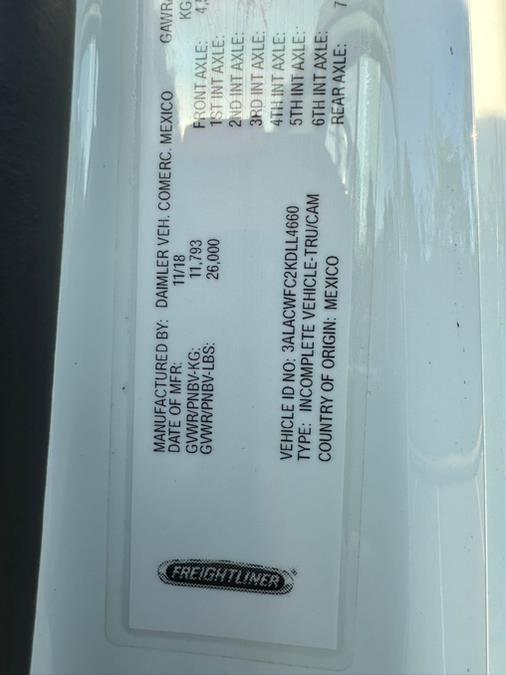 FREIGHTLINER
MANUFACTURED BY: DAIMLER VEH. COMERC. MEXICO
DATE OF MFR: 11/18
GVWR/PNBV-KG: 11,793
GVWR/PNBV-LBS: 26,000
VEHICLE ID NO: 3ALACWFC2KDLL4660
TYPE: INCOMPLETE VEHICLE-TRU/CAM
COUNTRY OF ORIGIN: MEXICO
KG
FRONT AXLE:
1ST INT AXLE:
2ND INT AXLE:
3RD INT AXLE:
4TH INT AXLE:
5TH INT AXLE:
6TH INT AXLE:
REAR AXLE: